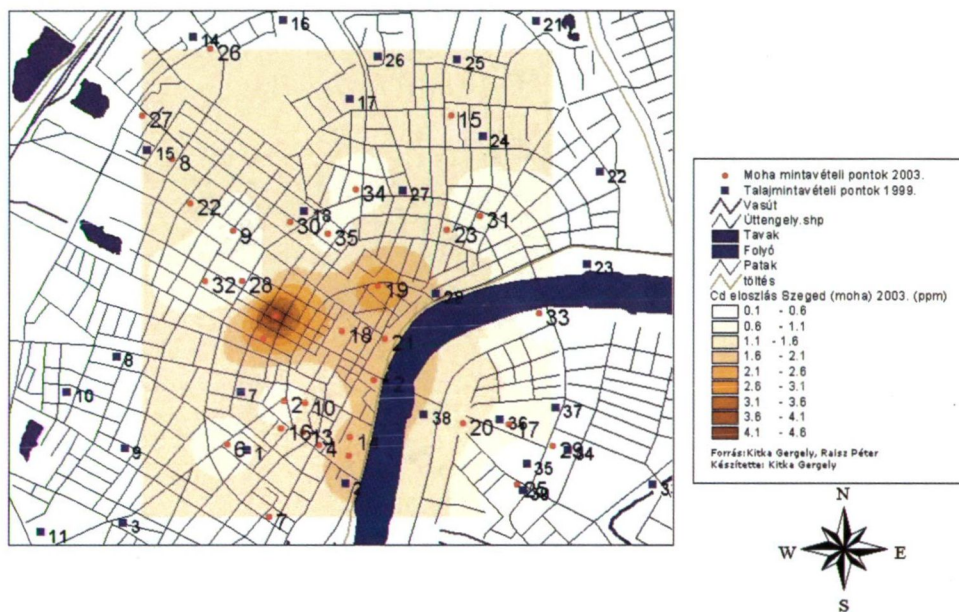 14
16
21
26
26
25
17
27
15
24
15
8
22
34
27
22
18
30
31
9
35
23
23
32
28
19
29
33
18
21
8
10
7
2
10
2
38
36
37
20
17
16
13
14
6
1
4
29
34
9
35
3
11
7
Moha mintavételi pontok 2003.
Talajmintavételi pontok 1999.
Vasút
Úttengely.shp
Tavak
Folyó
Patak
töltés
Cd eloszlás Szeged (moha) 2003. (ppm)
0.1 - 0.6
0.6 - 1.1
1.1 - 1.6
1.6 - 2.1
2.1 - 2.6
2.6 - 3.1
3.1 - 3.6
3.6 - 4.1
4.1 - 4.6
Forrás: Kitka Gergely, Raisz Péter
Készítette: Kitka Gergely
N
W E
S